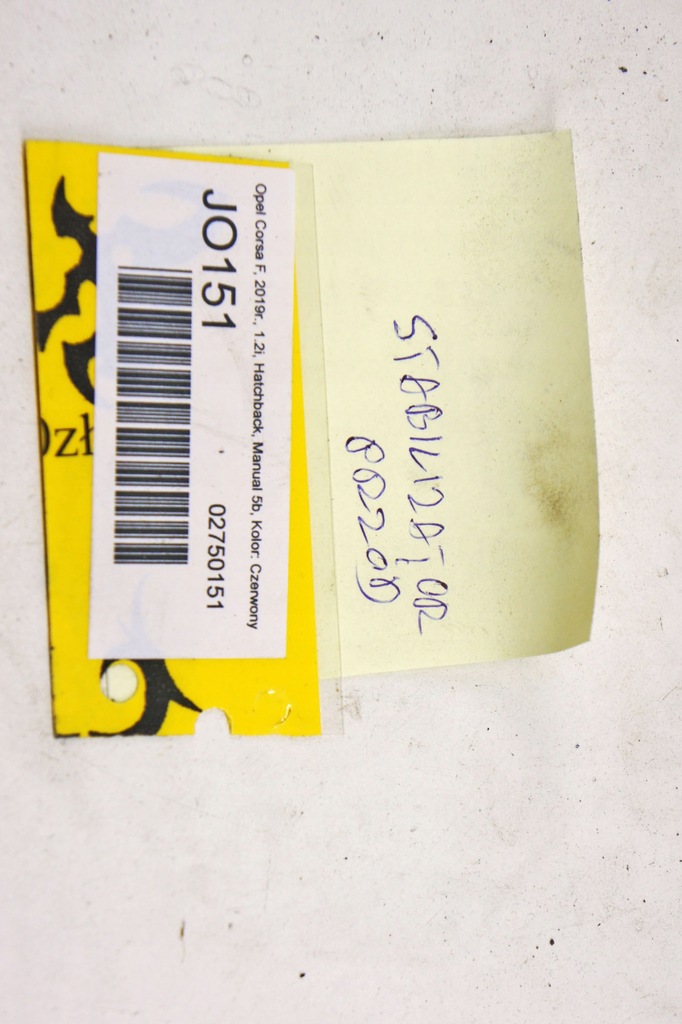 Opel Corsa F, 2019r., 1.2i, Hatchback, Manual 5b, Kolor: Czerwony
JO151
02750151
STABILIZATOR
PRZÓD